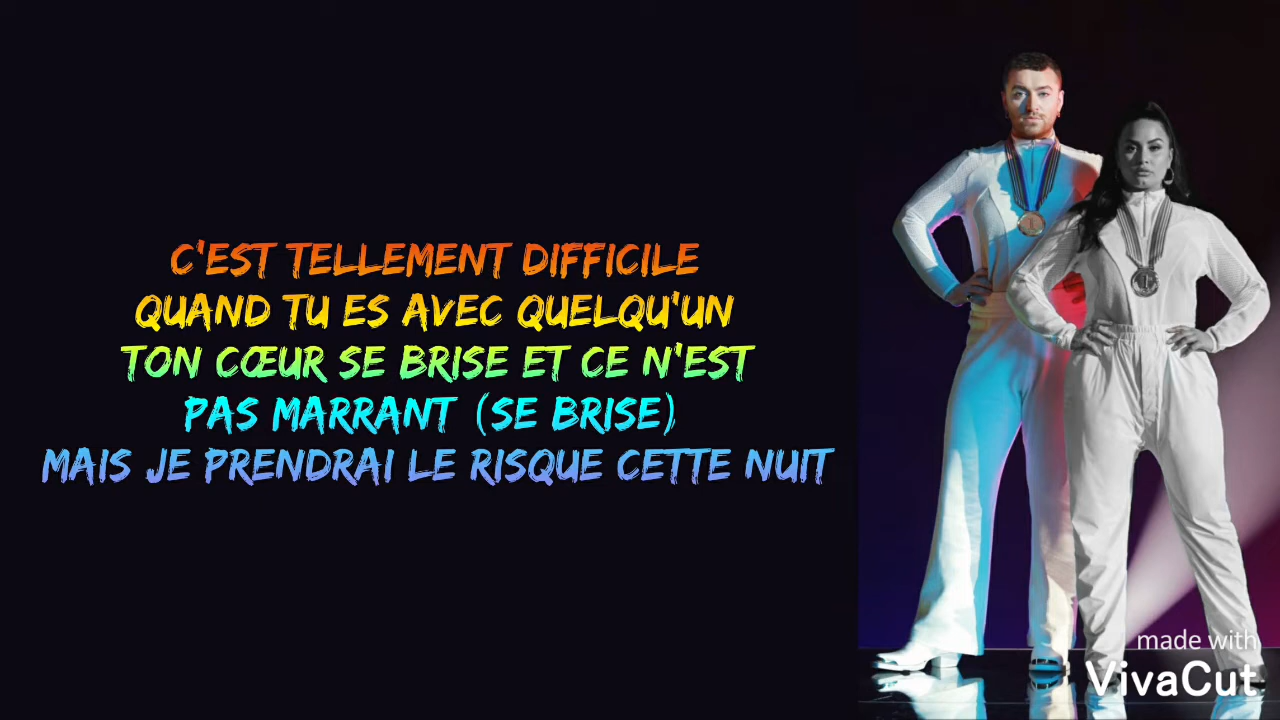 C'EST TELLEMENT DIFFICILE
QUAND TU ES AVEC QUELQU'UN
TON CŒUR SE BRISE ET CE N'EST
PAS MARRANT (SE BRISE)
MAIS JE PRENDRAI LE RISQUE CETTE NUIT
made with
VivaCut